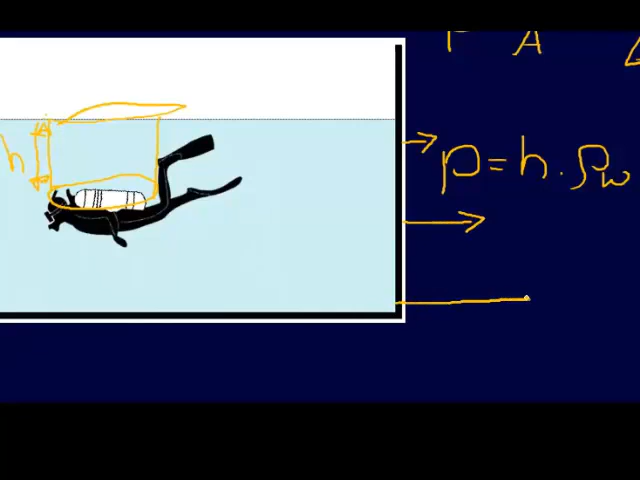 P A
h
p = h . ρw